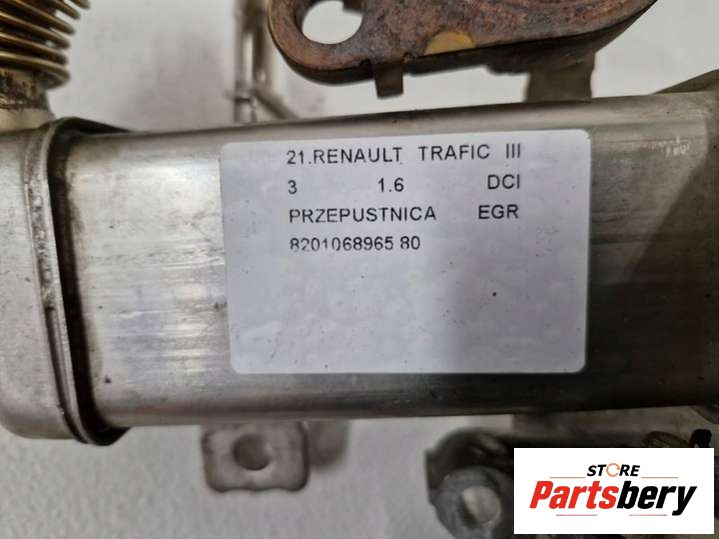 21.RENAULT TRAFIC III
3 1.6 DCI
PRZEPUSTNICA EGR
8201068965 80
STORE
Partsbery